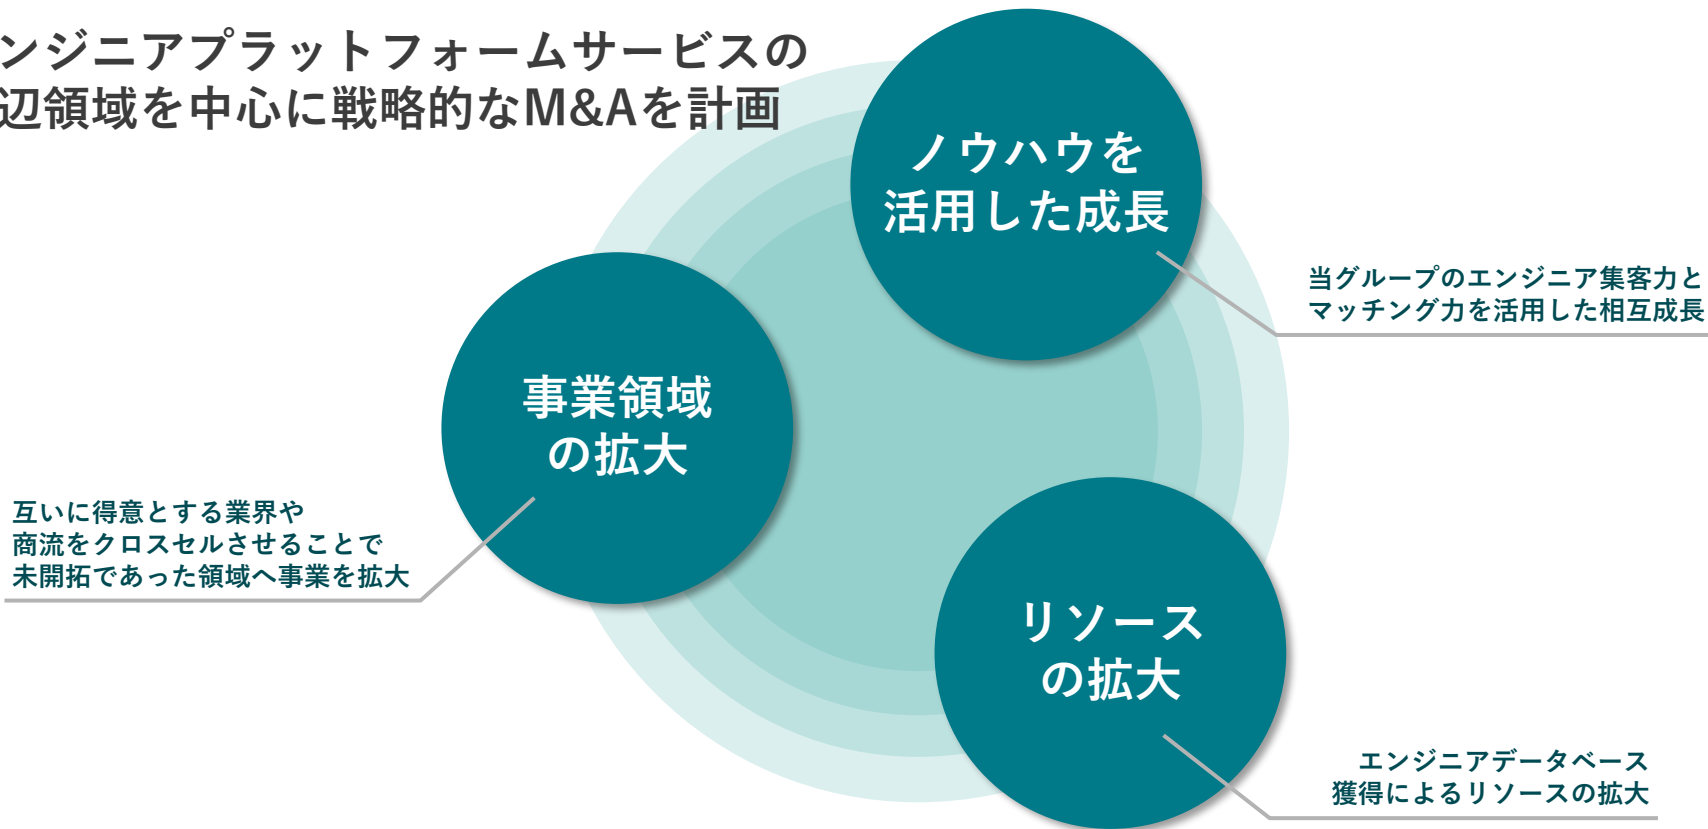 ンジニアプラットフォームサービスの
辺領域を中心に戦略的なM&Aを計画
ノウハウを
活用した成長
当グループのエンジニア集客力と
マッチング力を活用した相互成長
事業領域
の拡大
互いに得意とする業界や
商流をクロスセルさせることで
未開拓であった領域へ事業を拡大
リソース
の拡大
エンジニアデータベース
獲得によるリソースの拡大